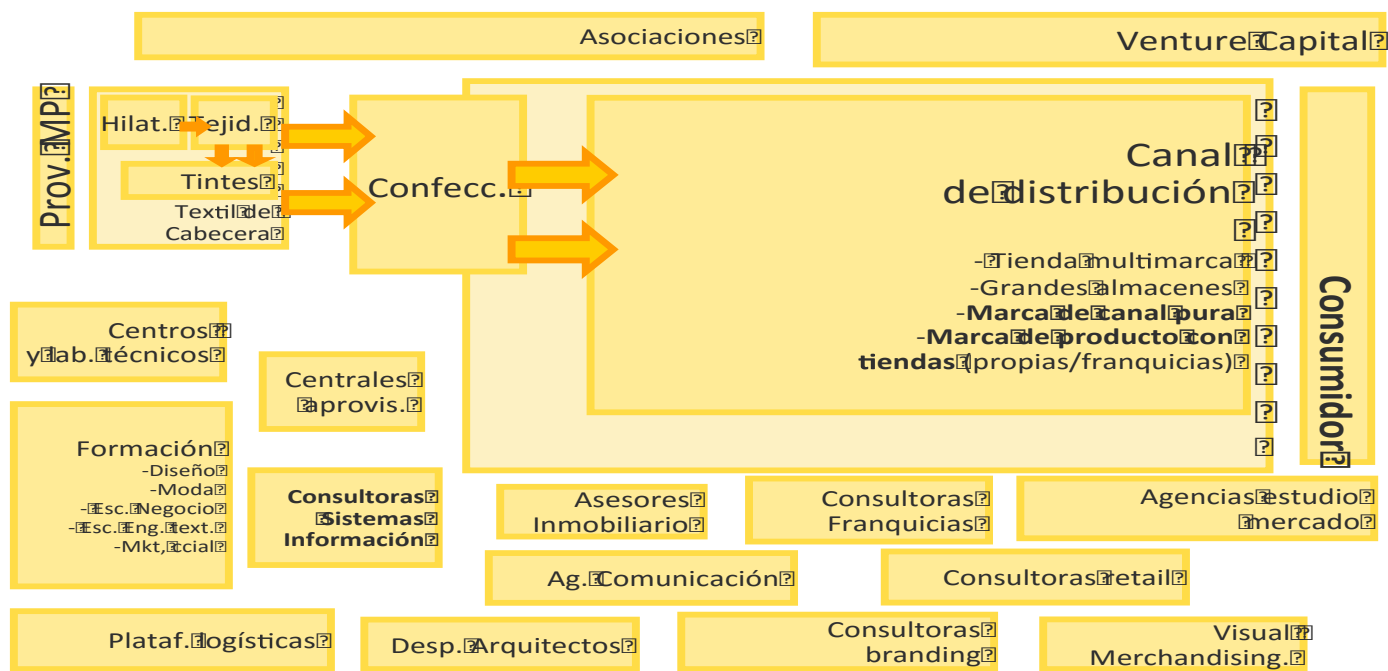 Asociaciones
Venture Capital
Prov. MP
Hilat.
Tejid.
Tintes
Textil de
Cabecera
Confecc.
Canal
de distribución
- Tienda multimarca
-Grandes almacenes
-Marca de canal pura
-Marca de producto con
tiendas (propias/franquicias)
Consumidor
Centros
y lab. técnicos
Centrales
aprovis.
Formación
-Diseño
-Moda
- Esc. Negocio
- Esc. Eng. text.
-Mkt, ccial
Consultoras
Sistemas
Información
Asesores
Inmobiliario
Consultoras
Franquicias
Agencias estudio
mercado
Ag. Comunicación
Consultoras retail
Plataf. logísticas
Desp. Arquitectos
Consultoras
branding
Visual
Merchandising.